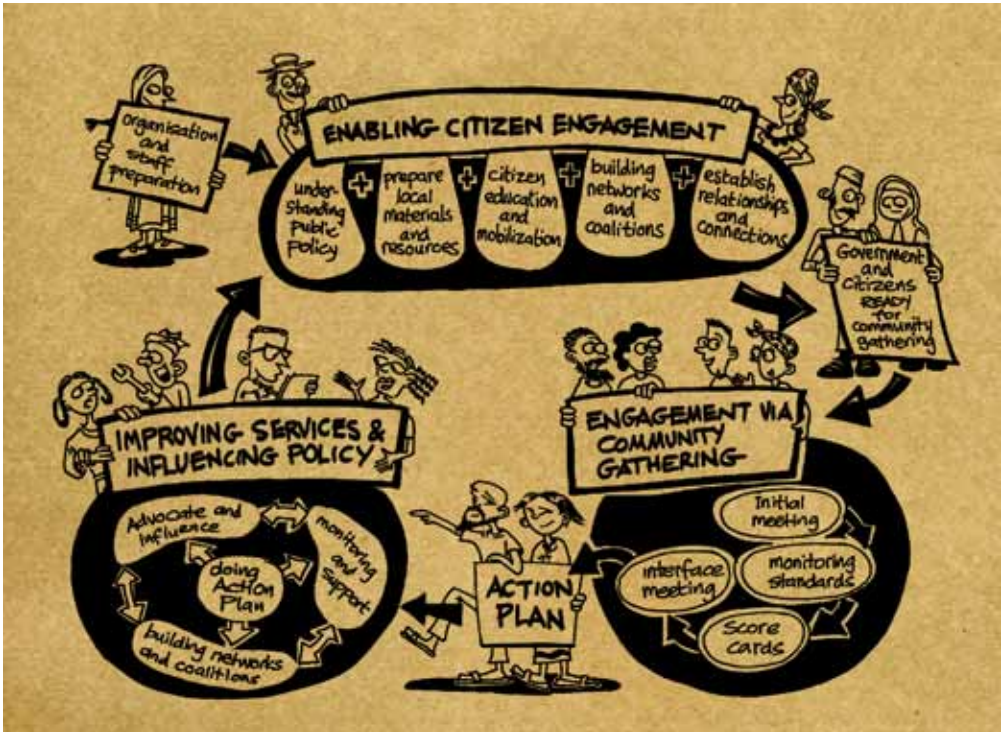 Organisation
and
staff
preparation
ENABLING CITIZEN ENGAGEMENT
under-
standing
Public
Policy
prepare
local
materials
and
resources
citizen
education
and
mobilization
building
networks
and
coalitions
establish
relationships
and
connections
Government
and
citizens
READY
for
community
gathering
ENGAGEMENT VIA
COMMUNITY
GATHERING
Initial
meeting
monitoring
standards
Score
cards
interface
meeting
ACTION
PLAN
IMPROVING SERVICES &
INFLUENCING POLICY
Advocate and
influence
monitoring
and
support
doing
Action
Plan
building networks
and coalitions